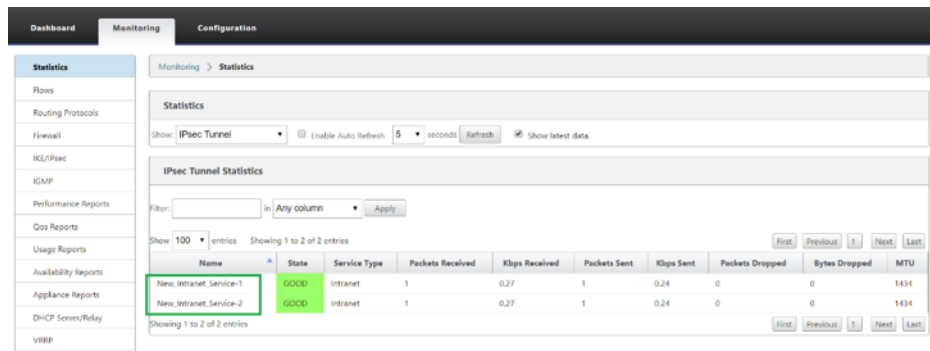 Dashboard Monitoring Configuration
Statistics
Flows
Routing Protocols
Firewall
IKE/IPsec
IGMP
Performance Reports
Qos Reports
Usage Reports
Availability Reports
Appliance Reports
DHCP Server/Relay
VRRP
Monitoring > Statistics
Statistics
Show: IPsec Tunnel Enable Auto Refresh 5 seconds Refresh Show latest data.
IPsec Tunnel Statistics
Filter: in Any column Apply
Show 100 entries Showing 1 to 2 of 2 entries First Previous 1 Next Last
Name State Service Type Packets Received Kbps Received Packets Sent Kbps Sent Packets Dropped Bytes Dropped MTU
New_Intranet_Service-1 GOOD Intranet 1 0.27 1 0.24 0 0 1434
New_Intranet_Service-2 GOOD Intranet 1 0.27 1 0.24 0 0 1434
Showing 1 to 2 of 2 entries First Previous 1 Next Last